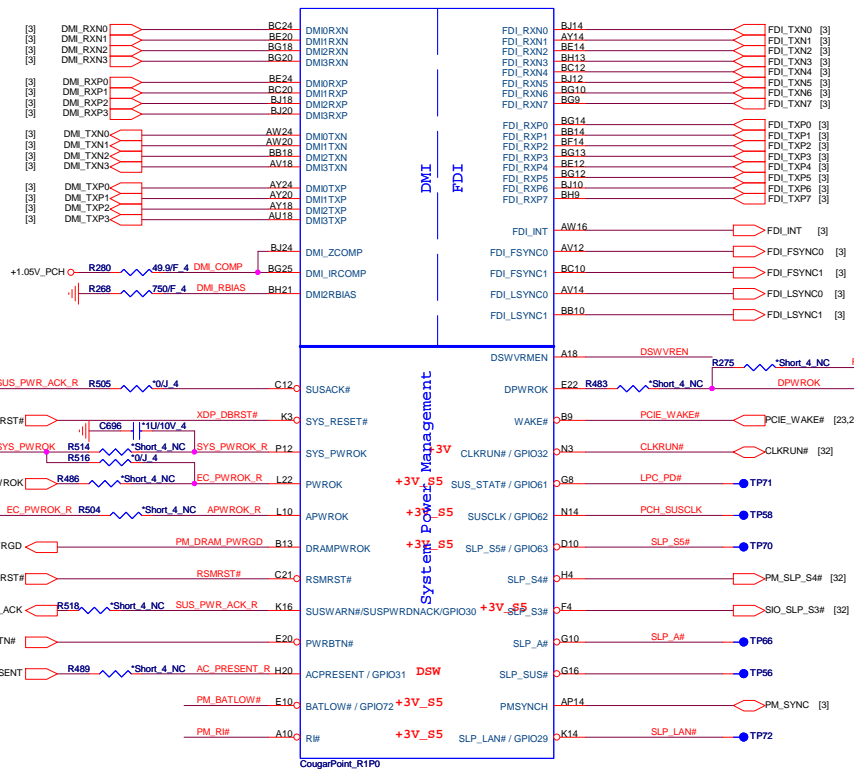 [3] DMI_RXN0 BC24 DMI0RXN FDI_RXN0 BJ14 FDI_TXN0 [3]
[3] DMI_RXN1 BE20 DMI1RXN FDI_RXN1 AY14 FDI_TXN1 [3]
[3] DMI_RXN2 BG18 DMI2RXN FDI_RXN2 BE14 FDI_TXN2 [3]
[3] DMI_RXN3 BG20 DMI3RXN FDI_RXN3 BH13 FDI_TXN3 [3]
FDI_RXN4 BC12 FDI_TXN4 [3]
[3] DMI_RXP0 BE24 DMI0RXP FDI_RXN5 BJ12 FDI_TXN5 [3]
[3] DMI_RXP1 BC20 DMI1RXP FDI_RXN6 BG10 FDI_TXN6 [3]
[3] DMI_RXP2 BJ18 DMI2RXP FDI_RXN7 BG9 FDI_TXN7 [3]
[3] DMI_RXP3 BJ20 DMI3RXP
FDI_RXP0 BG14 FDI_TXP0 [3]
[3] DMI_TXN0 AW24 DMI0TXN FDI_RXP1 BB14 FDI_TXP1 [3]
[3] DMI_TXN1 AW20 DMI1TXN FDI_RXP2 BF14 FDI_TXP2 [3]
[3] DMI_TXN2 BB18 DMI2TXN FDI_RXP3 BG13 FDI_TXP3 [3]
[3] DMI_TXN3 AV18 DMI3TXN FDI_RXP4 BE12 FDI_TXP4 [3]
FDI_RXP5 BG12 FDI_TXP5 [3]
[3] DMI_TXP0 AY24 DMI0TXP FDI_RXP6 BJ10 FDI_TXP6 [3]
[3] DMI_TXP1 AY20 DMI1TXP FDI_RXP7 BH9 FDI_TXP7 [3]
[3] DMI_TXP2 AY18 DMI2TXP
[3] DMI_TXP3 AU18 DMI3TXP
DMI FDI
FDI_INT AW16 FDI_INT [3]
BJ24 DMI_ZCOMP FDI_FSYNC0 AV12 FDI_FSYNC0 [3]
+1.05V_PCH R280 49.9/F_4 DMI_COMP BG25 DMI_IRCOMP FDI_FSYNC1 BC10 FDI_FSYNC1 [3]
R268 750/F_4 DMI_RBIAS BH21 DMI2RBIAS FDI_LSYNC0 AV14 FDI_LSYNC0 [3]
FDI_LSYNC1 BB10 FDI_LSYNC1 [3]
System Power Management
DSWVRMEN A18 DSWVREN
R275 *Short_4_NC
SUS_PWR_ACK_R R505 *0/J_4 C12 SUSACK# DPWROK E22 R483 *Short_4_NC DPWROK
RST# XDP_DBRST# K3 SYS_RESET# WAKE# B9 PCIE_WAKE# PCIE_WAKE# [23,2
C696 *1U/10V_4
SYS_PWROK R514 *Short_4_NC SYS_PWROK_R P12 SYS_PWROK +3V CLKRUN# / GPIO32 N3 CLKRUN# CLKRUN# [32]
R516 *0/J_4
WROK R486 *Short_4_NC EC_PWROK_R L22 PWROK +3V_S5 SUS_STAT# / GPIO61 G8 LPC_PD# TP71
EC_PWROK_R R504 *Short_4_NC APWROK_R L10 APWROK +3V_S5 SUSCLK / GPIO62 N14 PCH_SUSCLK TP58
RGD PM_DRAM_PWRGD B13 DRAMPWROK +3V_S5 SLP_S5# / GPIO63 D10 SLP_S5# TP70
RST# RSMRST# C21 RSMRST# SLP_S4# H4 PM_SLP_S4# [32]
_ACK R518 *Short_4_NC SUS_PWR_ACK_R K16 SUSWARN#/SUSPWRDNACK/GPIO30 +3V_S5 SLP_S3# F4 SIO_SLP_S3# [32]
TN# E20 PWRBTN# SLP_A# G10 SLP_A# TP66
SENT R489 *Short_4_NC AC_PRESENT_R H20 ACPRESENT / GPIO31 DSW SLP_SUS# G16 TP56
PM_BATLOW# E10 BATLOW# / GPIO72 +3V_S5 PMSYNCH AP14 PM_SYNC [3]
PM_RI# A10 RI# +3V_S5 SLP_LAN# / GPIO29 K14 SLP_LAN# TP72
CougarPoint_R1P0